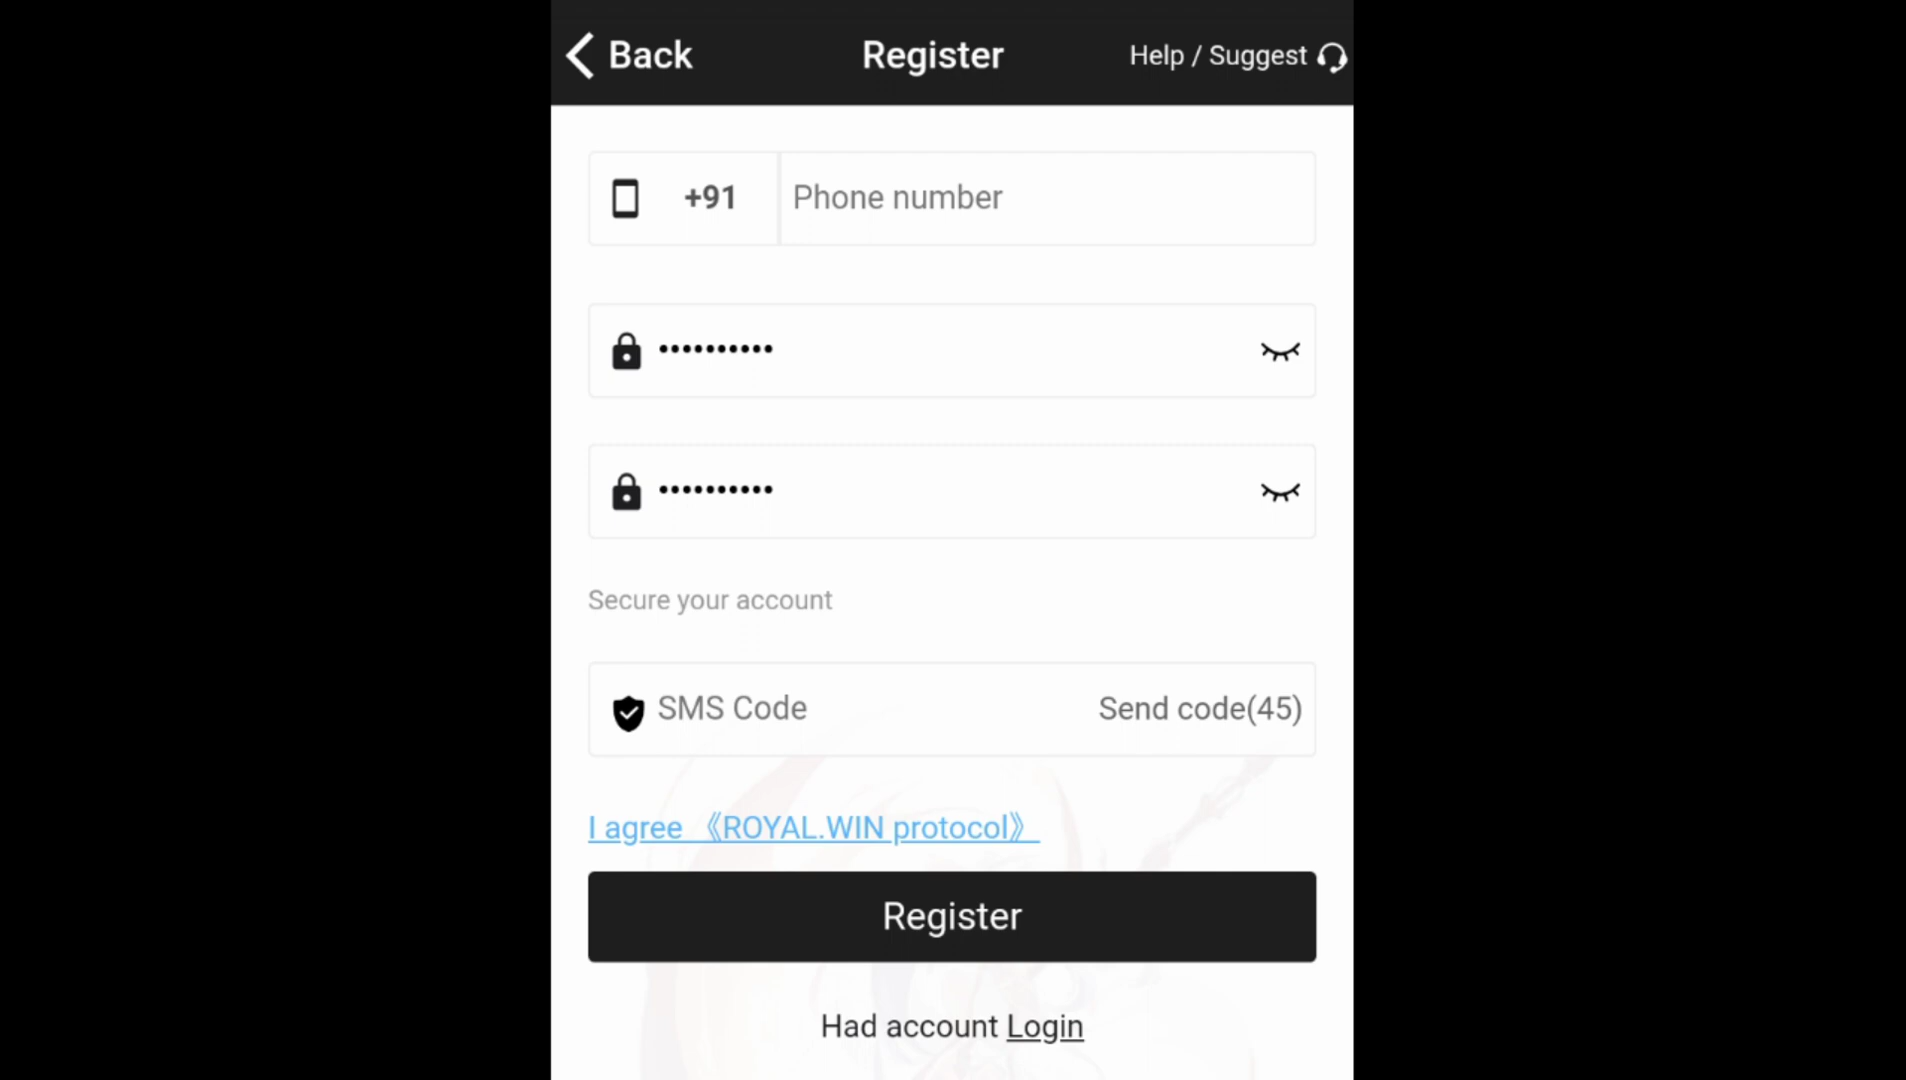 Back Register Help / Suggest
+91 Phone number
••••••••••
••••••••••
Secure your account
SMS Code Send code(45)
I agree 《ROYAL.WIN protocol》
Register
Had account Login